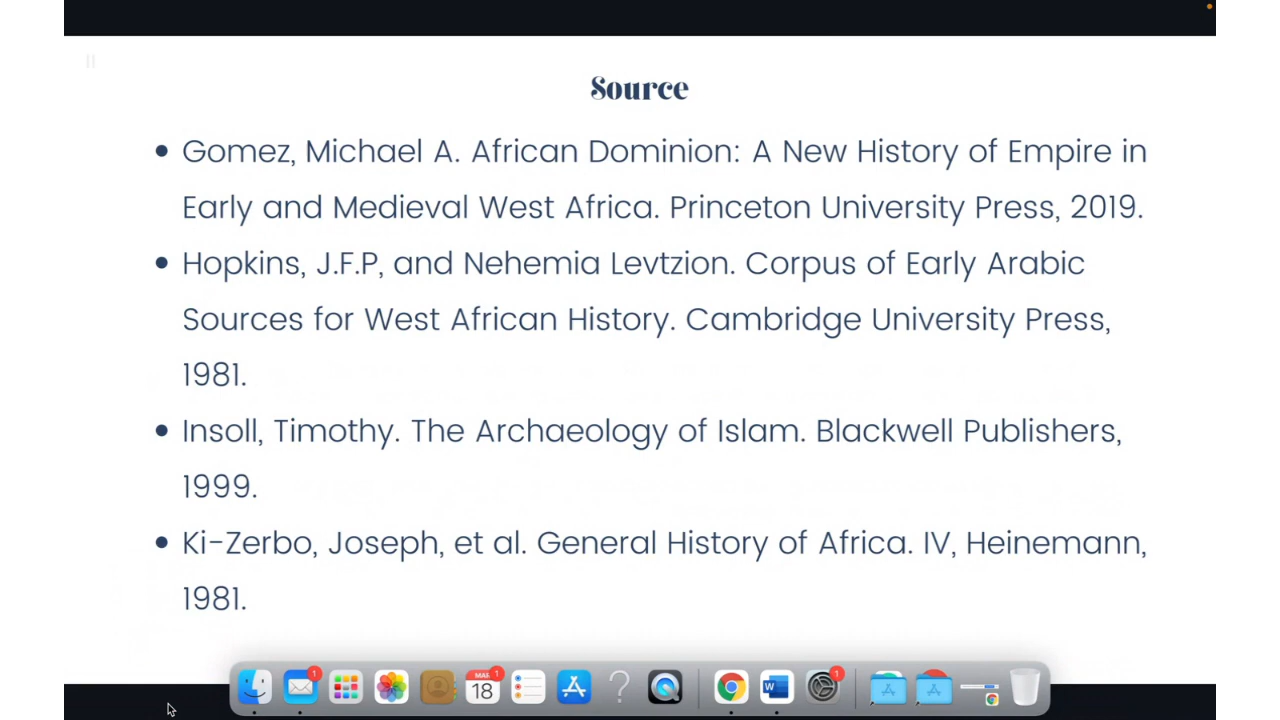 Source
• Gomez, Michael A. African Dominion: A New History of Empire in
Early and Medieval West Africa. Princeton University Press, 2019.
• Hopkins, J.F.P, and Nehemia Levtzion. Corpus of Early Arabic
Sources for West African History. Cambridge University Press,
1981.
• Insoll, Timothy. The Archaeology of Islam. Blackwell Publishers,
1999.
• Ki-Zerbo, Joseph, et al. General History of Africa. IV, Heinemann,
1981.
1
1
18
?
W
1